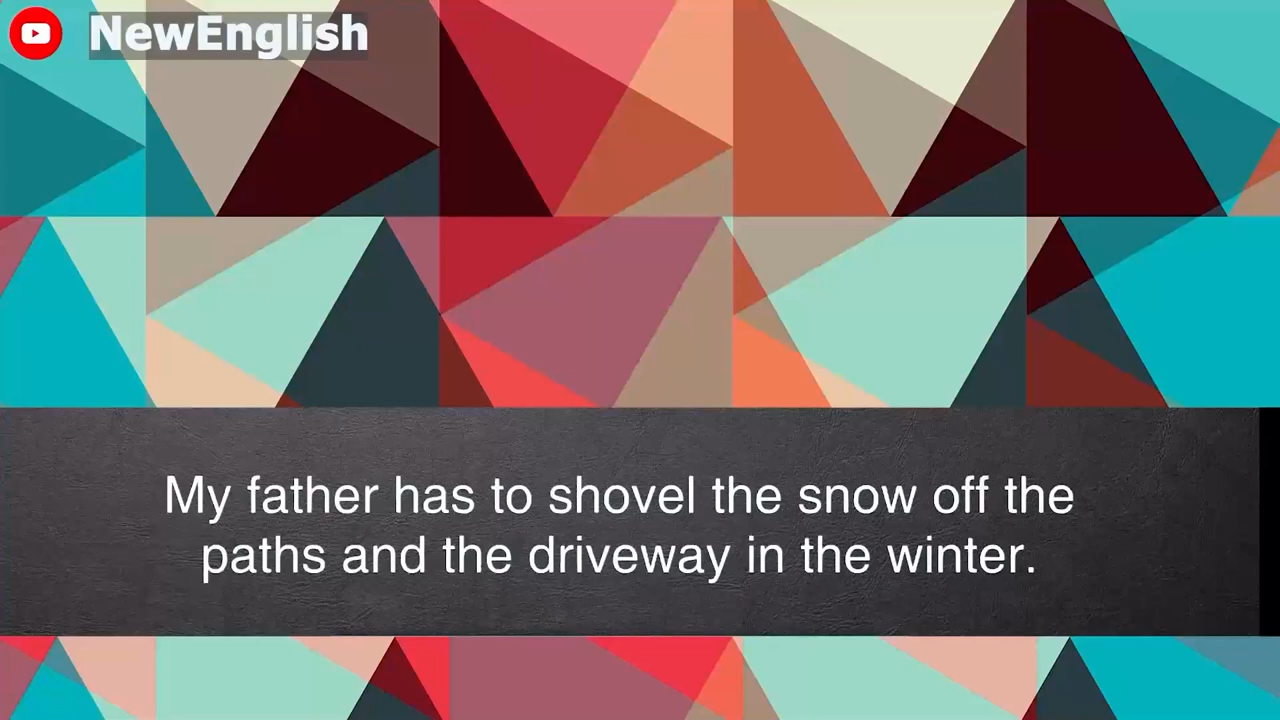 NewEnglish
My father has to shovel the snow off the
paths and the driveway in the winter.